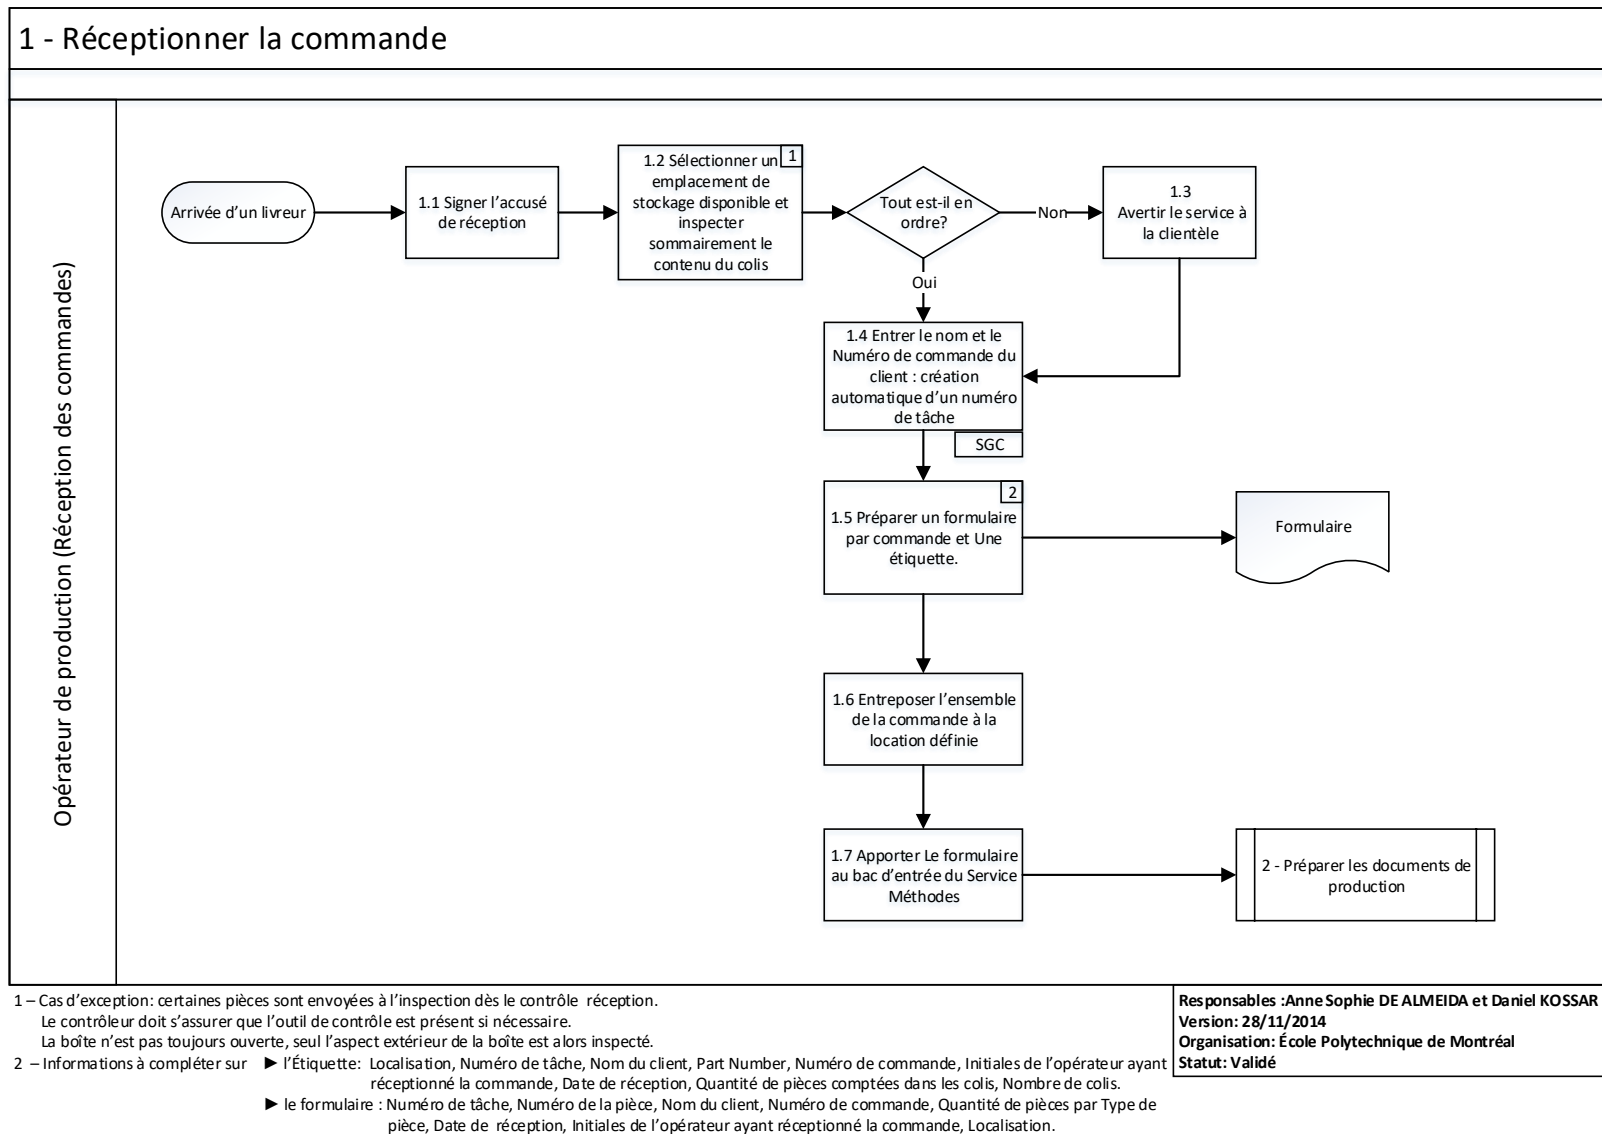 1 - Réceptionner la commande
Opérateur de production (Réception des commandes)
Arrivée d'un livreur
1.1 Signer l'accusé
de réception
1
1.2 Sélectionner un
emplacement de
stockage disponible et
inspecter
sommairement le
contenu du colis
Tout est-il en
ordre?
Non
1.3
Avertir le service à
la clientèle
Oui
1.4 Entrer le nom et le
Numéro de commande du
client : création
automatique d'un numéro
de tâche
SGC
2
1.5 Préparer un formulaire
par commande et Une
étiquette.
Formulaire
1.6 Entreposer l'ensemble
de la commande à la
location définie
1.7 Apporter Le formulaire
au bac d'entrée du Service
Méthodes
2 - Préparer les documents de
production
1 – Cas d'exception: certaines pièces sont envoyées à l'inspection dès le contrôle réception.
Le contrôleur doit s'assurer que l'outil de contrôle est présent si nécessaire.
La boîte n'est pas toujours ouverte, seul l'aspect extérieur de la boîte est alors inspecté.
2 – Informations à compléter sur ► l'Étiquette: Localisation, Numéro de tâche, Nom du client, Part Number, Numéro de commande, Initiales de l'opérateur ayant
réceptionné la commande, Date de réception, Quantité de pièces comptées dans les colis, Nombre de colis.
► le formulaire : Numéro de tâche, Numéro de la pièce, Nom du client, Numéro de commande, Quantité de pièces par Type de
pièce, Date de réception, Initiales de l'opérateur ayant réceptionné la commande, Localisation.
Responsables :Anne Sophie DE ALMEIDA et Daniel KOSSAR
Version: 28/11/2014
Organisation: École Polytechnique de Montréal
Statut: Validé